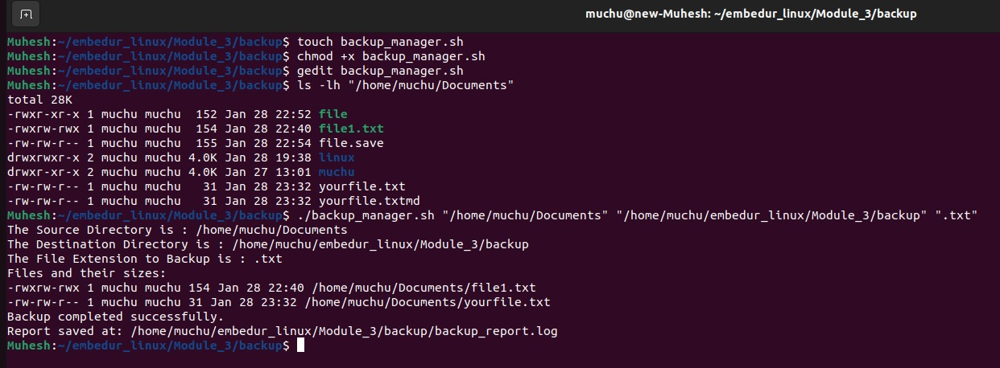 muchu@new-Muhesh: ~/embedur_linux/Module_3/backup
Muhesh:~/embedur_linux/Module_3/backup$ touch backup_manager.sh
Muhesh:~/embedur_linux/Module_3/backup$ chmod +x backup_manager.sh
Muhesh:~/embedur_linux/Module_3/backup$ gedit backup_manager.sh
Muhesh:~/embedur_linux/Module_3/backup$ ls -lh "/home/muchu/Documents"
total 28K
-rwxr-xr-x 1 muchu muchu  152 Jan 28 22:52 file
-rwxrw-rwx 1 muchu muchu  154 Jan 28 22:40 file1.txt
-rw-rw-r-- 1 muchu muchu  155 Jan 28 22:54 file.save
drwxrwxr-x 2 muchu muchu 4.0K Jan 28 19:38 linux
drwxr-xr-x 2 muchu muchu 4.0K Jan 27 13:01 muchu
-rw-rw-r-- 1 muchu muchu   31 Jan 28 23:32 yourfile.txt
-rw-rw-r-- 1 muchu muchu   31 Jan 28 23:32 yourfile.txtmd
Muhesh:~/embedur_linux/Module_3/backup$ ./backup_manager.sh "/home/muchu/Documents" "/home/muchu/embedur_linux/Module_3/backup" ".txt"
The Source Directory is : /home/muchu/Documents
The Destination Directory is : /home/muchu/embedur_linux/Module_3/backup
The File Extension to Backup is : .txt
Files and their sizes:
-rwxrw-rwx 1 muchu muchu 154 Jan 28 22:40 /home/muchu/Documents/file1.txt
-rw-rw-r-- 1 muchu muchu 31 Jan 28 23:32 /home/muchu/Documents/yourfile.txt
Backup completed successfully.
Report saved at: /home/muchu/embedur_linux/Module_3/backup/backup_report.log
Muhesh:~/embedur_linux/Module_3/backup$